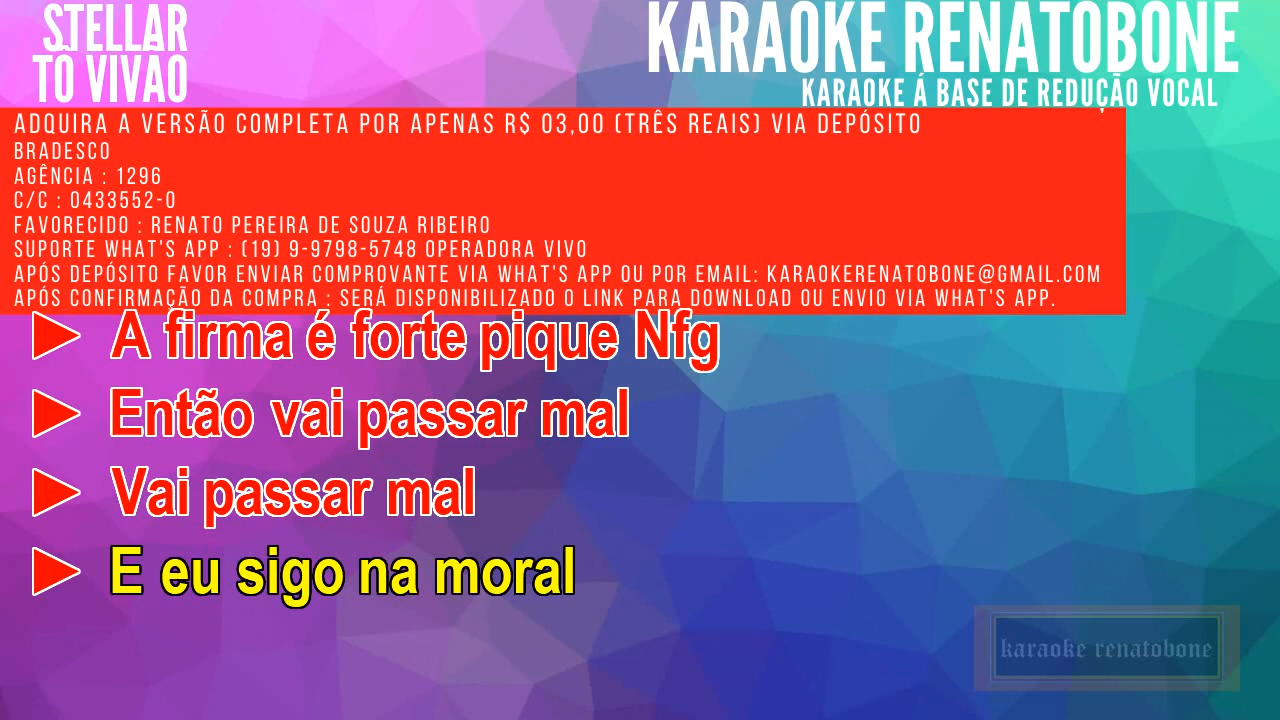 STELLAR
TÔ VIVÃO
KARAOKE RENATOBONE
KARAOKE Á BASE DE REDUÇÃO VOCAL
ADQUIRA A VERSÃO COMPLETA POR APENAS R$ 03,00 (TRÊS REAIS) VIA DEPÓSITO
BRADESCO
AGÊNCIA : 1296
C/C : 0433552-0
FAVORECIDO : RENATO PEREIRA DE SOUZA RIBEIRO
SUPORTE WHAT'S APP : (19) 9-9798-5748 OPERADORA VIVO
APÓS DEPÓSITO FAVOR ENVIAR COMPROVANTE VIA WHAT'S APP OU POR EMAIL: KARAOKERENATOBONE@GMAIL.COM
APÓS CONFIRMAÇÃO DA COMPRA : SERÁ DISPONIBILIZADO O LINK PARA DOWNLOAD OU ENVIO VIA WHAT'S APP.
A firma é forte pique Nfg
Então vai passar mal
Vai passar mal
E eu sigo na moral
karaoke renatobone